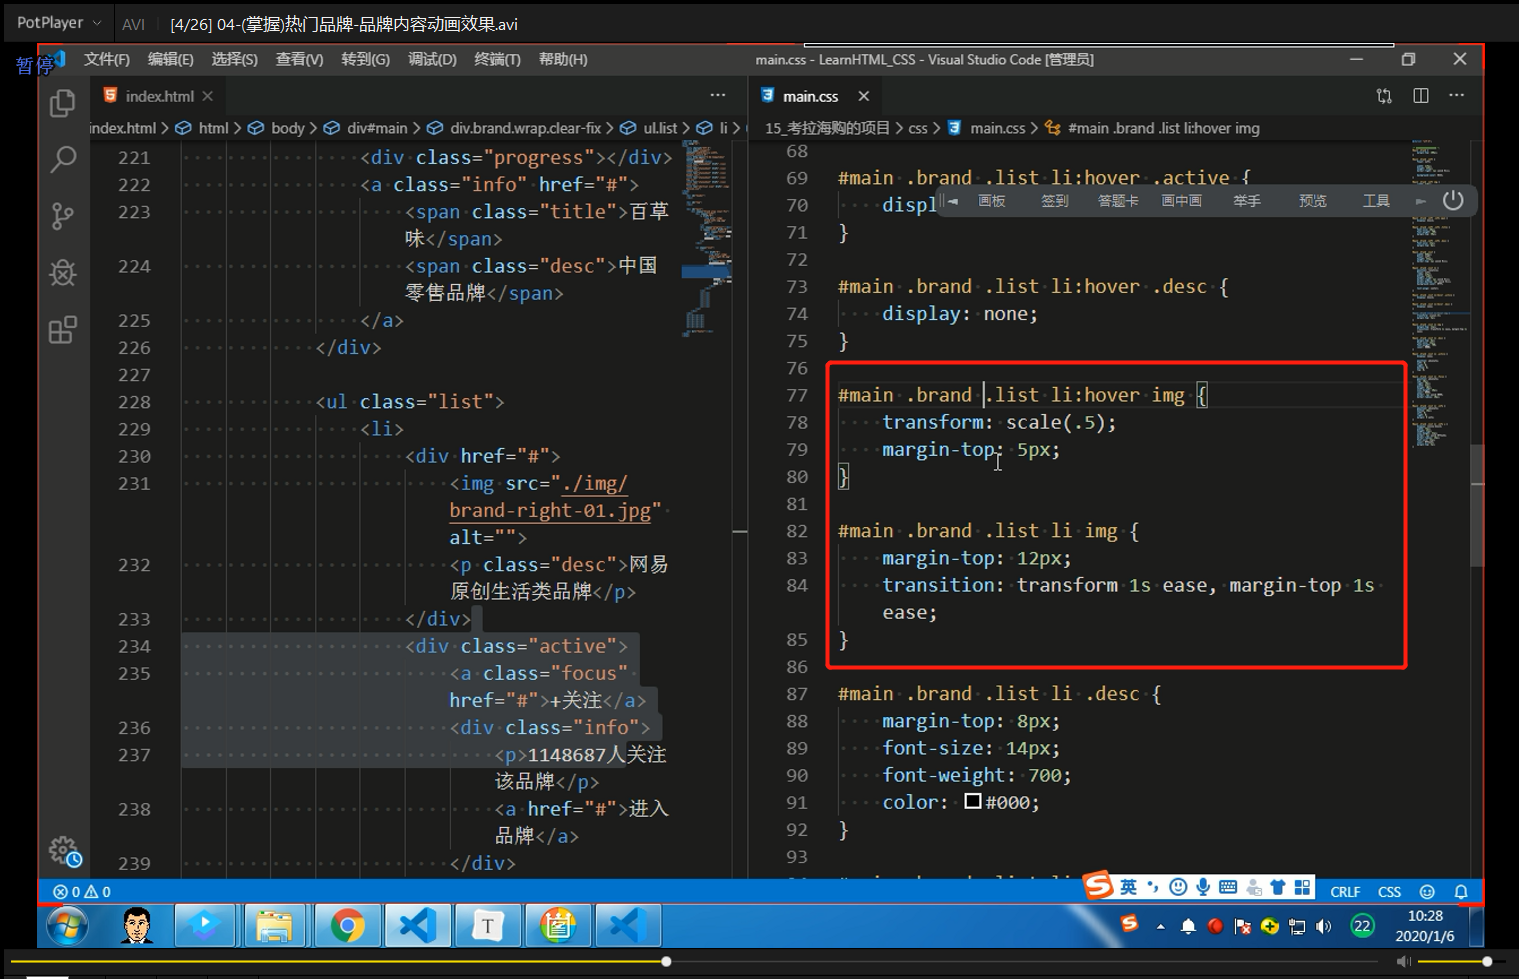 PotPlayer AVI [4/26] 04-(掌握)热门品牌-品牌内容动画效果.avi
暂停
文件(F) 编辑(E) 选择(S) 查看(V) 转到(G) 调试(D) 终端(T) 帮助(H) main.css - LearnHTML_CSS - Visual Studio Code [管理员]
index.html
index.html > html > body > div#main > div.brand.wrap.clear-fix > ul.list > li >
221 <div class="progress"></div>
222 <a class="info" href="#">
223 <span class="title">百草
味</span>
224 <span class="desc">中国
零售品牌</span>
225 </a>
226 </div>
227
228 <ul class="list">
229 <li>
230 <div href="#">
231 <img src="./img/
brand-right-01.jpg"
alt="">
232 <p class="desc">网易
原创生活类品牌</p>
233 </div>
234 <div class="active">
235 <a class="focus"
href="#">+关注</a>
236 <div class="info">
237 <p>1148687人关注
该品牌</p>
238 <a href="#">进入
品牌</a>
239 </div>
main.css
15_考拉海购的项目 > css > main.css > #main .brand .list li:hover img
68
69 #main .brand .list li:hover .active {
70 displ
画板 签到 答题卡 画中画 举手 预览 工具
71 }
72
73 #main .brand .list li:hover .desc {
74 display: none;
75 }
76
77 #main .brand .list li:hover img {
78 transform: scale(.5);
79 margin-top: 5px;
80 }
81
82 #main .brand .list li img {
83 margin-top: 12px;
84 transition: transform 1s ease, margin-top 1s
ease;
85 }
86
87 #main .brand .list li .desc {
88 margin-top: 8px;
89 font-size: 14px;
90 font-weight: 700;
91 color: #000;
92 }
93
0 0
英
CRLF CSS
T
22
10:28
2020/1/6